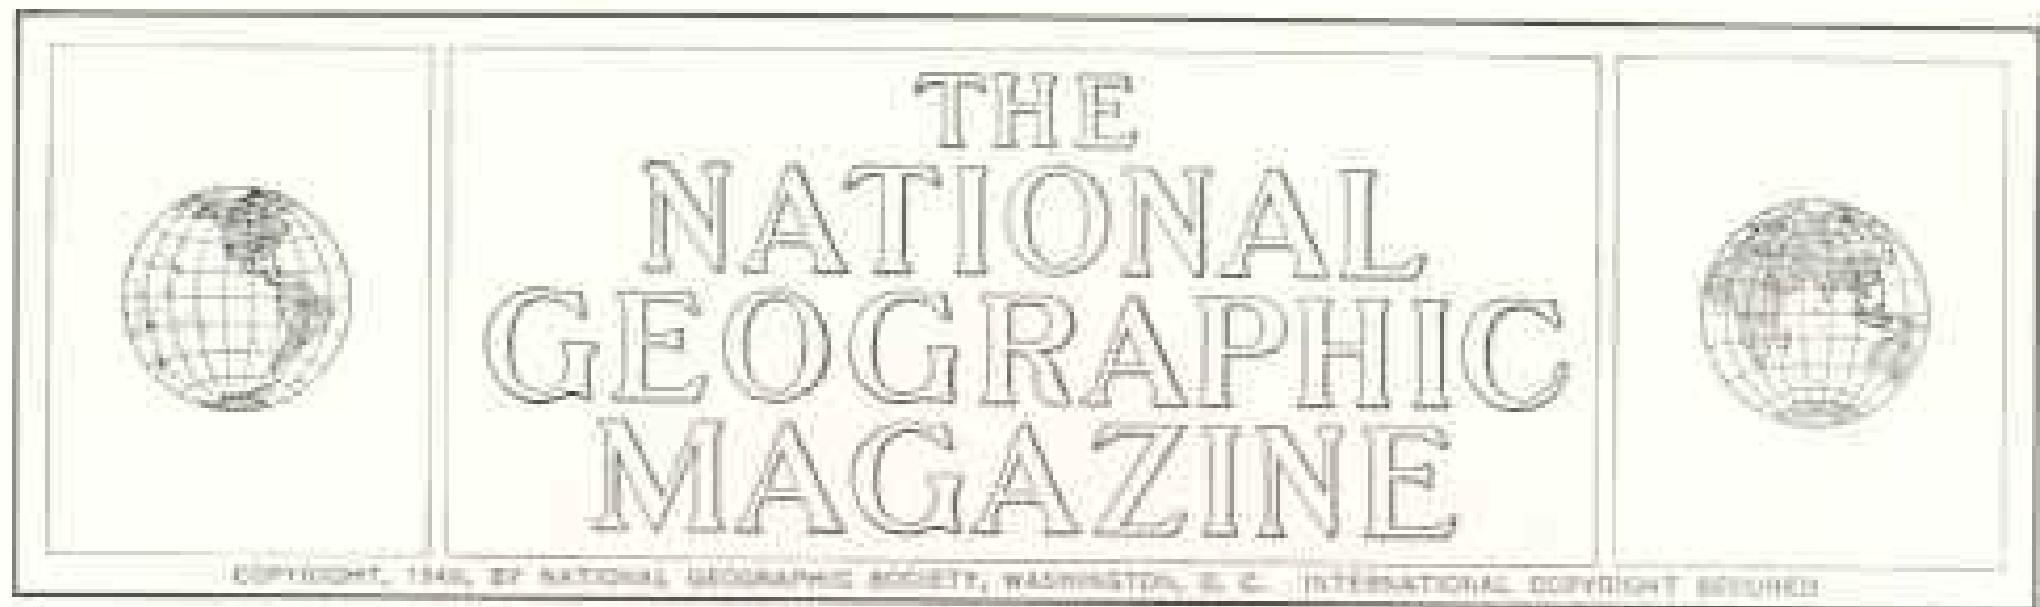 THE
NATIONAL
GEOGRAPHIC
MAGAZINE
COPYRIGHT, BY NATIONAL GEOGRAPHIC SOCIETY, WASHINGTON, D. C. INTERNATIONAL COPYRIGHT SECURED